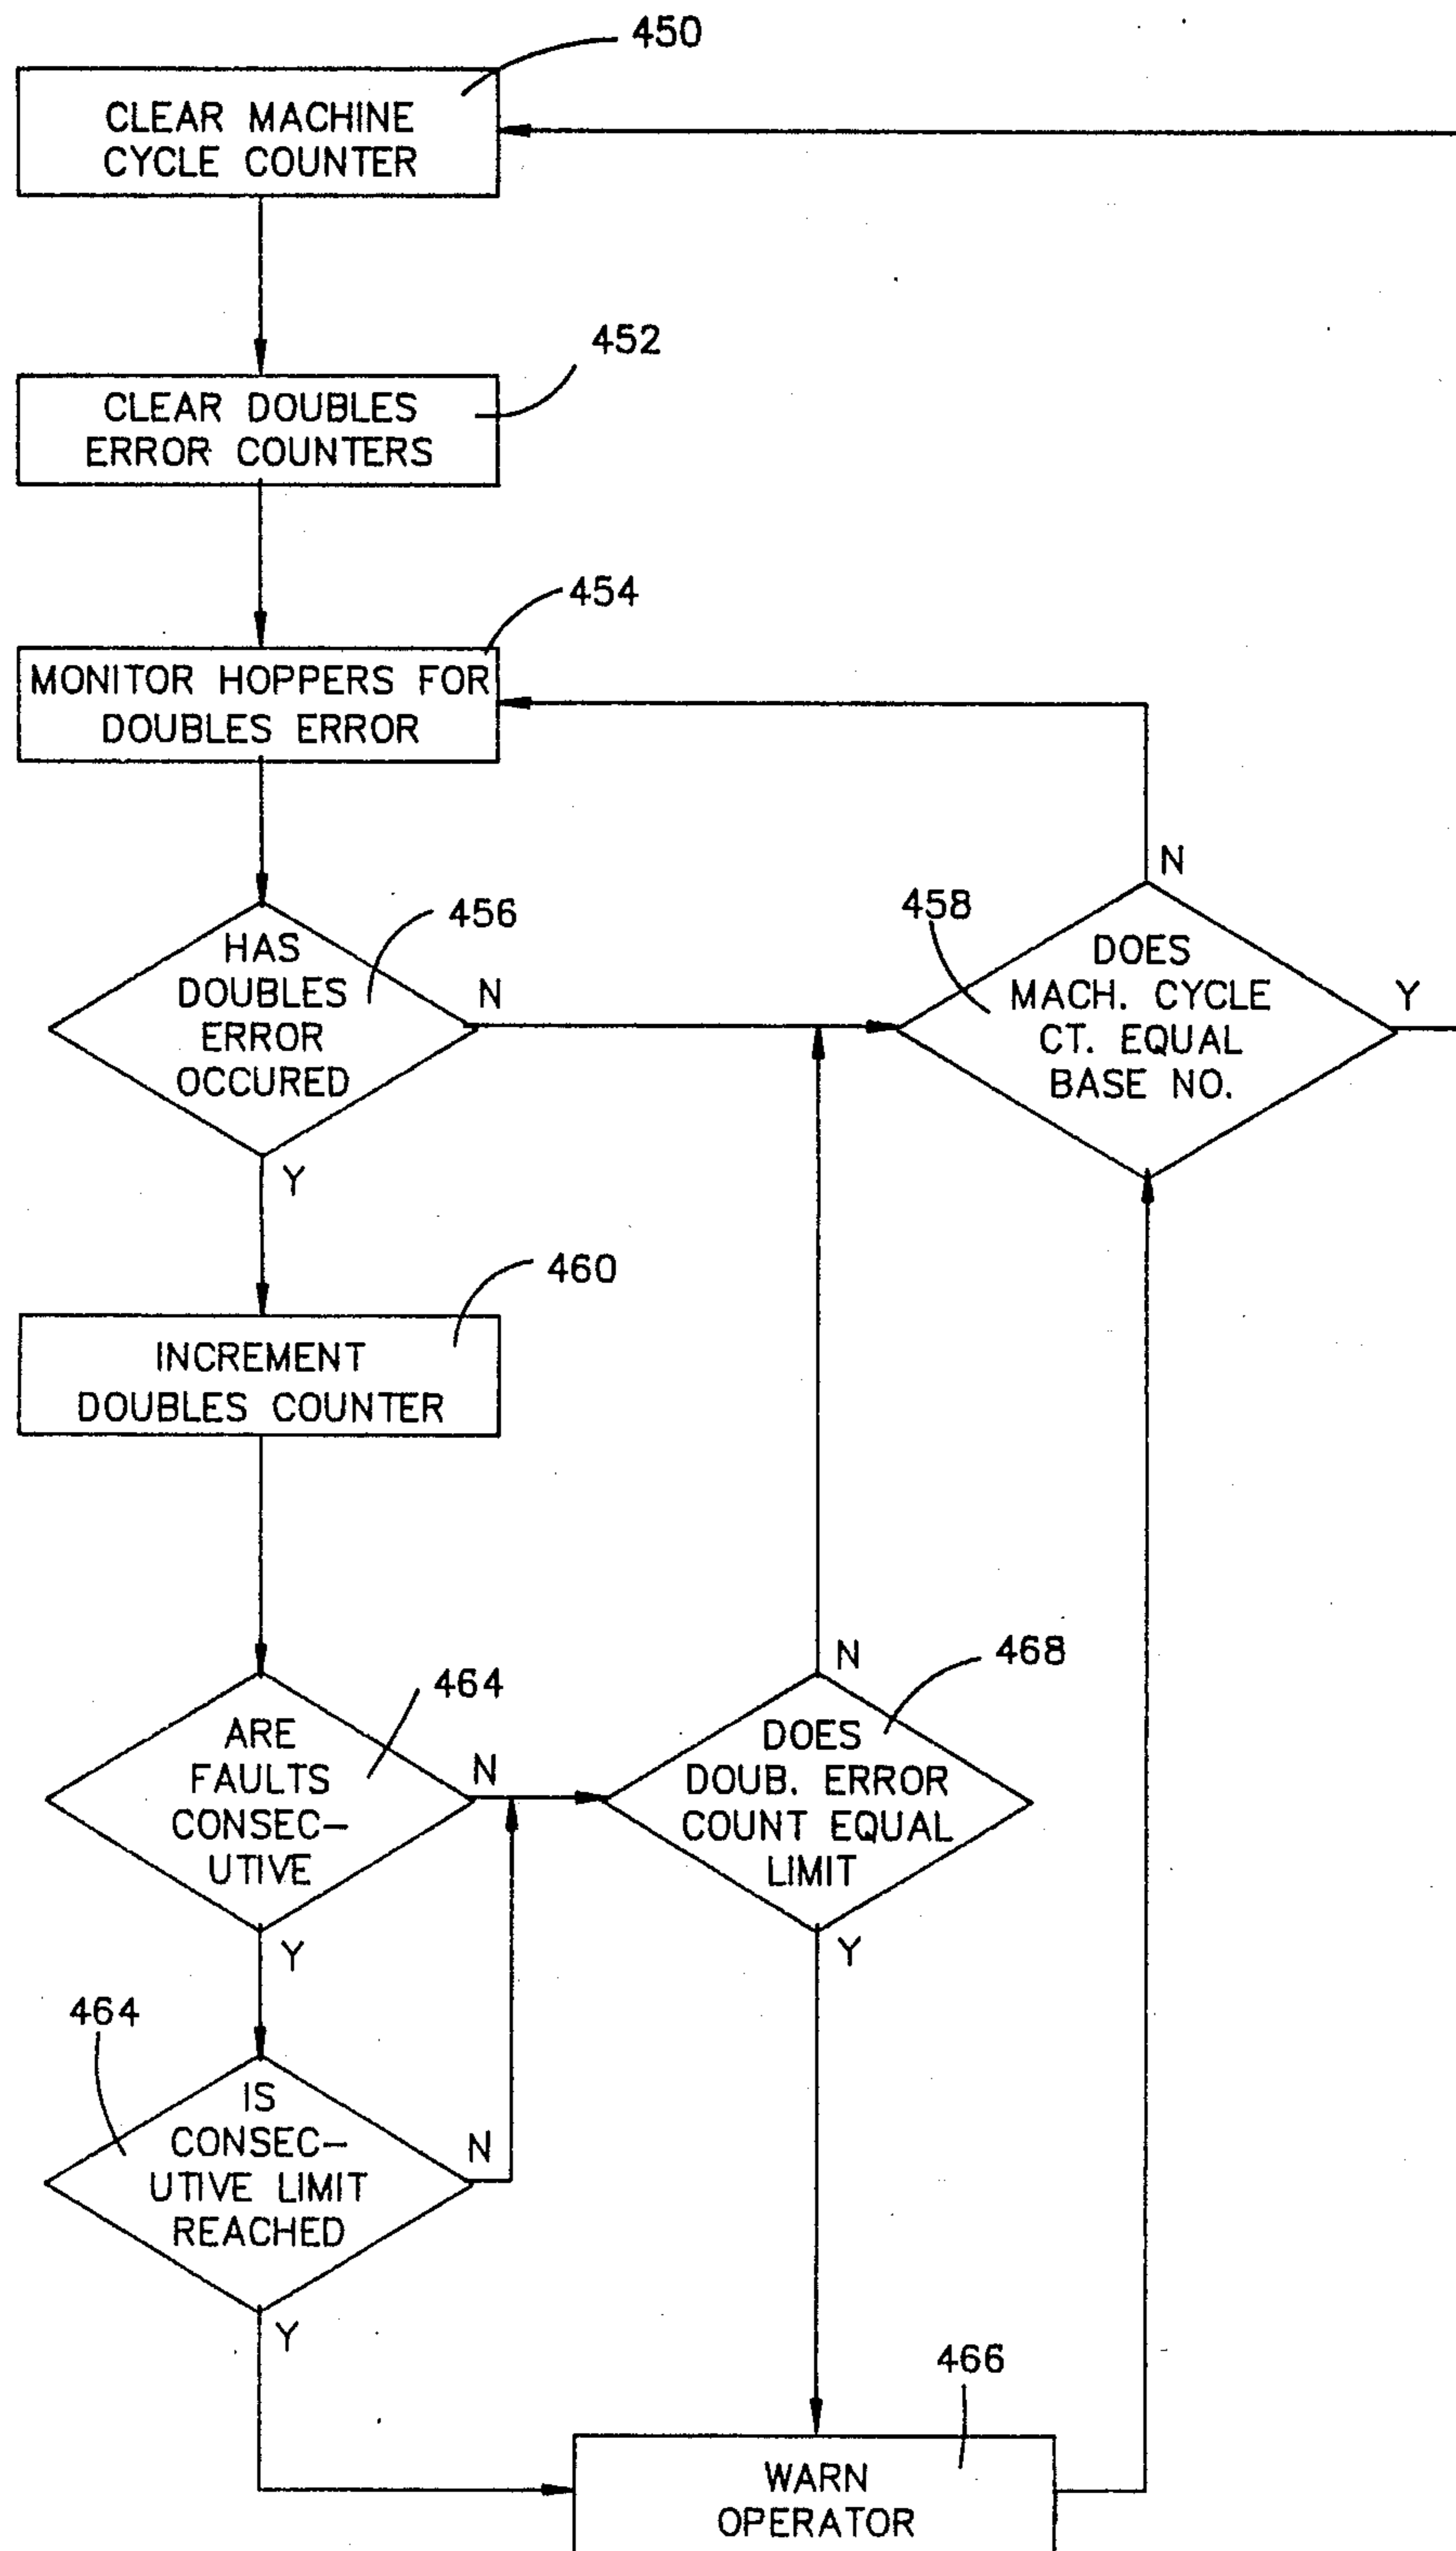 450
CLEAR MACHINE
CYCLE COUNTER
452
CLEAR DOUBLES
ERROR COUNTERS
454
MONITOR HOPPERS FOR
DOUBLES ERROR
456
HAS
DOUBLES
ERROR
OCCURED
N
Y
458
N
DOES
MACH. CYCLE
CT. EQUAL
BASE NO.
Y
460
INCREMENT
DOUBLES COUNTER
464
ARE
FAULTS
CONSEC-
UTIVE
N
Y
468
N
DOES
DOUB. ERROR
COUNT EQUAL
LIMIT
Y
464
IS
CONSEC-
UTIVE LIMIT
REACHED
N
Y
466
WARN
OPERATOR